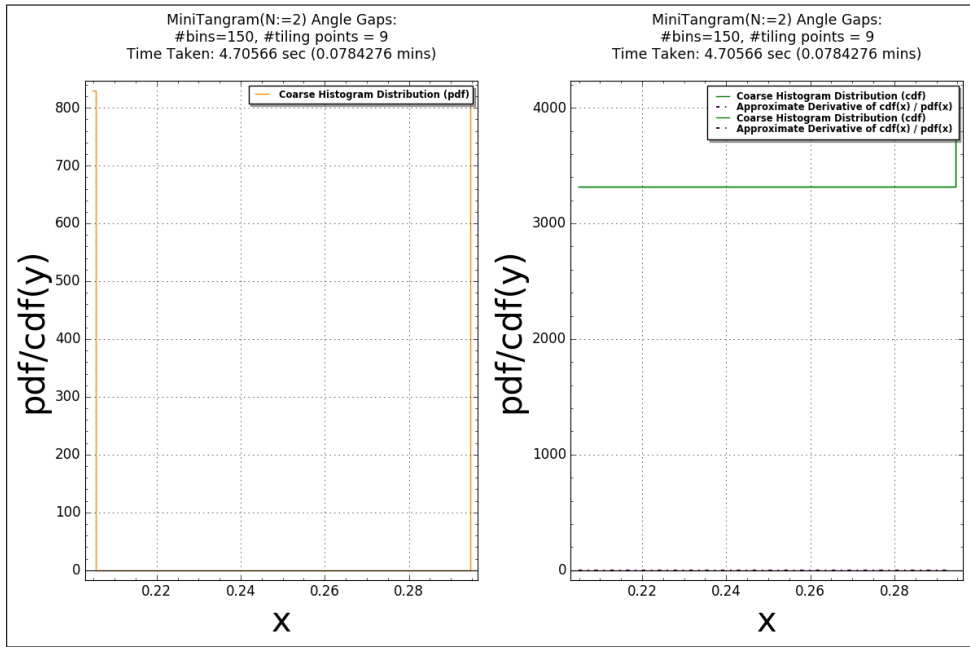 MiniTangram(N:=2) Angle Gaps:
#bins=150, #tiling points = 9
Time Taken: 4.70566 sec (0.0784276 mins)
Coarse Histogram Distribution (pdf)
800
700
600
500
400
300
200
100
0
pdf/cdf(y)
0.22 0.24 0.26 0.28
x
MiniTangram(N:=2) Angle Gaps:
#bins=150, #tiling points = 9
Time Taken: 4.70566 sec (0.0784276 mins)
Coarse Histogram Distribution (cdf)
Approximate Derivative of cdf(x) / pdf(x)
Coarse Histogram Distribution (cdf)
Approximate Derivative of cdf(x) / pdf(x)
4000
3000
2000
1000
0
pdf/cdf(y)
0.22 0.24 0.26 0.28
x